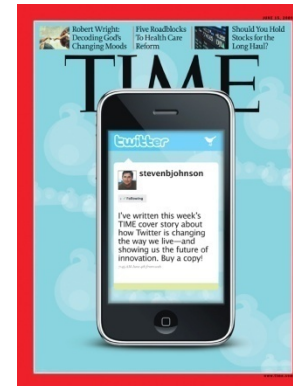 Robert Wright:
Decoding God's
Changing Moods
Five Roadblocks
To Health Care
Reform
Should You Hold
Stocks for the
Long Haul?
TIME
twitter
stevenbjohnson
Following
I've written this week's
TIME cover story about
how Twitter is changing
the way we live—and
showing us the future of
innovation. Buy a copy!